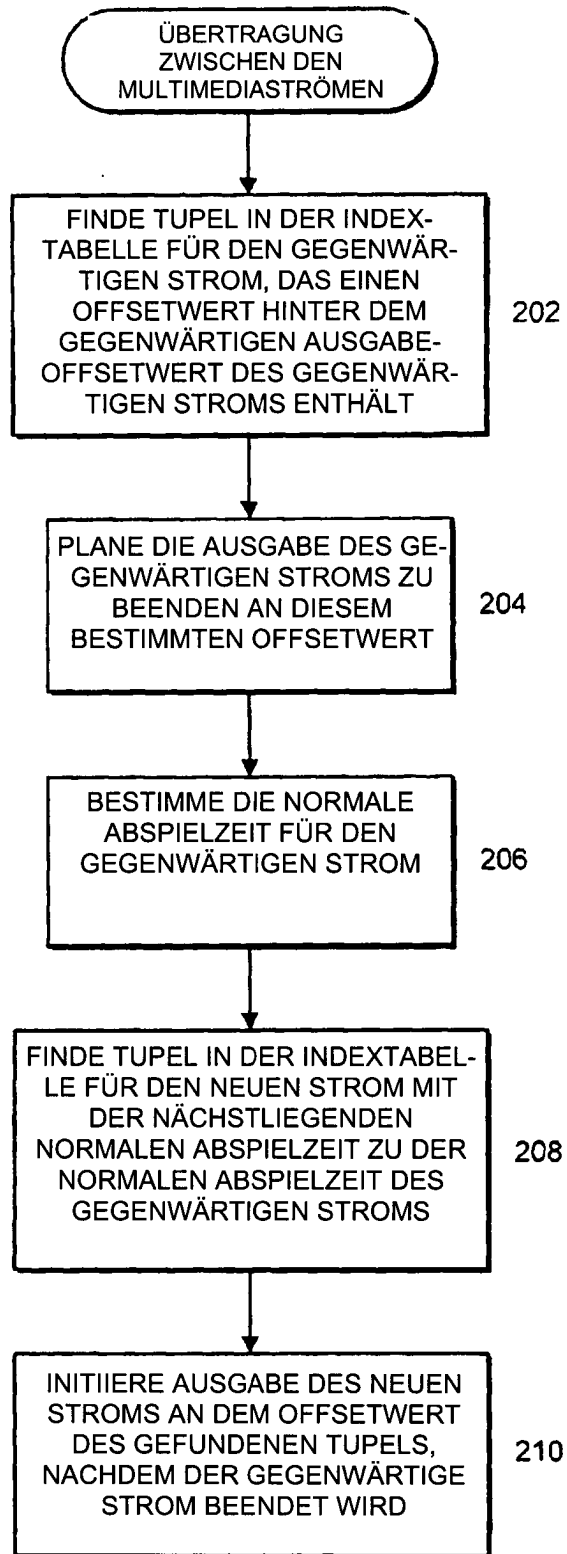 ÜBERTRAGUNG
ZWISCHEN DEN
MULTIMEDIASTRÖMEN
FINDE TUPEL IN DER INDEX-
TABELLE FÜR DEN GEGENWÄR-
TIGEN STROM, DAS EINEN
OFFSETWERT HINTER DEM
GEGENWÄRTIGEN AUSGABE-
OFFSETWERT DES GEGENWÄR-
TIGEN STROMS ENTHÄLT
202
PLANE DIE AUSGABE DES GE-
GENWÄRTIGEN STROMS ZU
BEENDEN AN DIESEM
BESTIMMTEN OFFSETWERT
204
BESTIMME DIE NORMALE
ABSPIELZEIT FÜR DEN
GEGENWÄRTIGEN STROM
206
FINDE TUPEL IN DER INDEXTABEL-
LE FÜR DEN NEUEN STROM MIT
DER NÄCHSTLIEGENDEN
NORMALEN ABSPIELZEIT ZU DER
NORMALEN ABSPIELZEIT DES
GEGENWÄRTIGEN STROMS
208
INITIIERE AUSGABE DES NEUEN
STROMS AN DEM OFFSETWERT
DES GEFUNDENEN TUPELS,
NACHDEM DER GEGENWÄRTIGE
STROM BEENDET WIRD
210